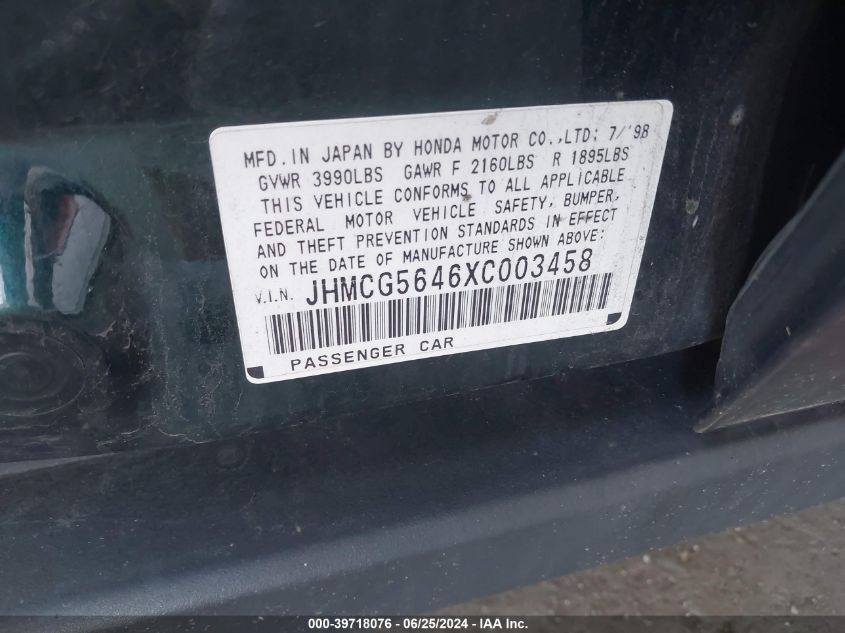 MFD. IN JAPAN BY HONDA MOTOR CO.,LTD: 7/'98
GVWR 3990LBS GAWR F 2160LBS R 1895LBS
THIS VEHICLE CONFORMS TO ALL APPLICABLE
FEDERAL MOTOR VEHICLE SAFETY, BUMPER,
AND THEFT PREVENTION STANDARDS IN EFFECT
ON THE DATE OF MANUFACTURE SHOWN ABOVE:
V.I.N. JHMCG5646XC003458
PASSENGER CAR
000-39718076 - 06/25/2024 - IAA Inc.